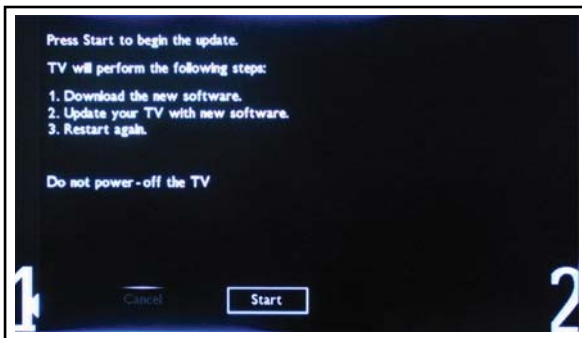 Press Start to begin the update.
TV will perform the following steps:
1. Download the new software.
2. Update your TV with new software.
3. Restart again.
Do not power-off the TV
Cancel
Start
4
2